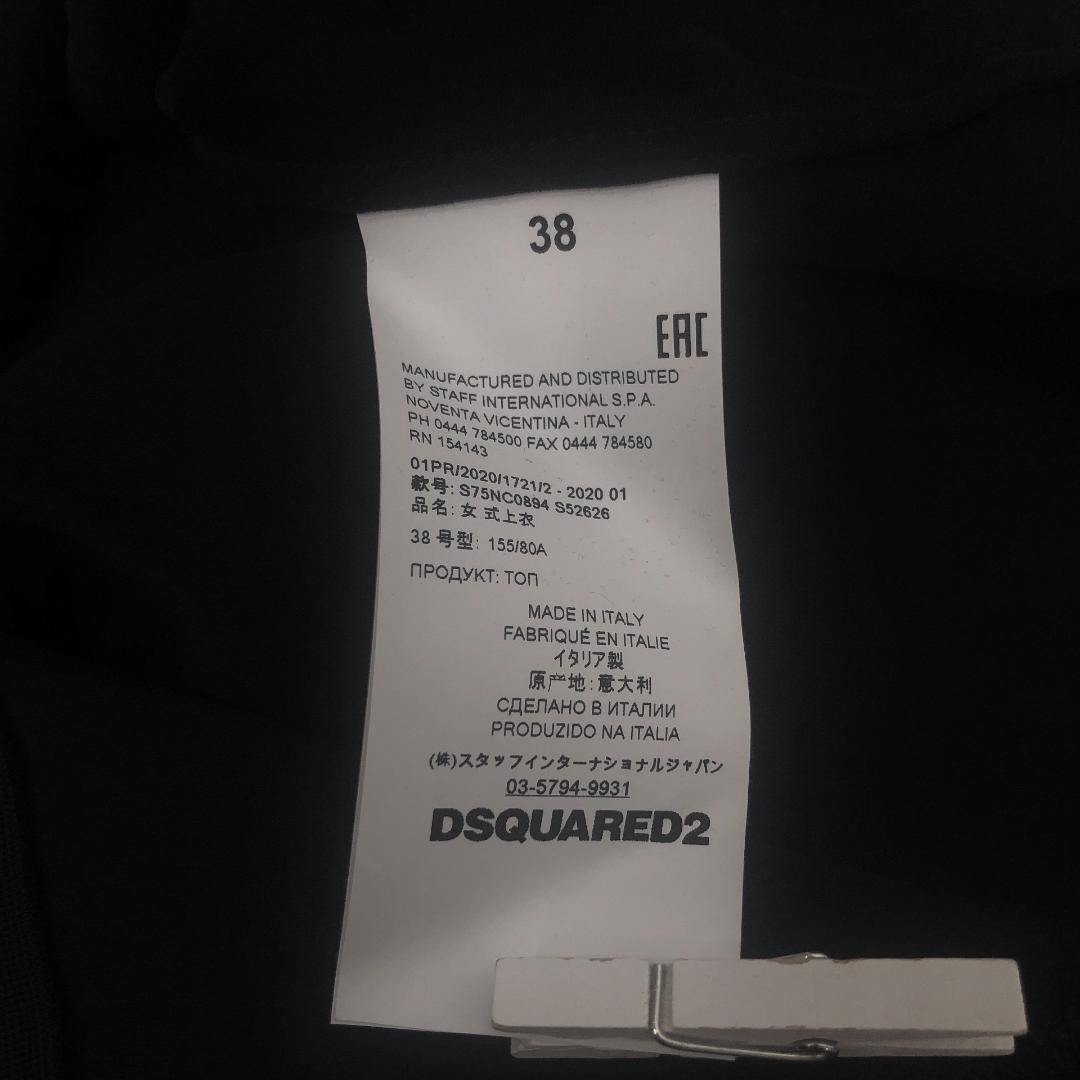 38
EAC
MANUFACTURED AND DISTRIBUTED
BY STAFF INTERNATIONAL S.P.A.
NOVENTA VICENTINA - ITALY
PH 0444 784500 FAX 0444 784580
RN 154143
01PR/2020/1721/2 - 2020 01
款号: S75NC0894 S52626
品名: 女 式上衣
38 号型: 155/80A
ПРОДУКТ: ТОП
MADE IN ITALY
FABRIQUÉ EN ITALIE
イタリア製
原产地:意大利
СДЕЛАНО В ИТАЛИИ
PRODUZIDO NA ITALIA
(株)スタッフインターナショナルジャパン
03-5794-9931
DSQUARED2